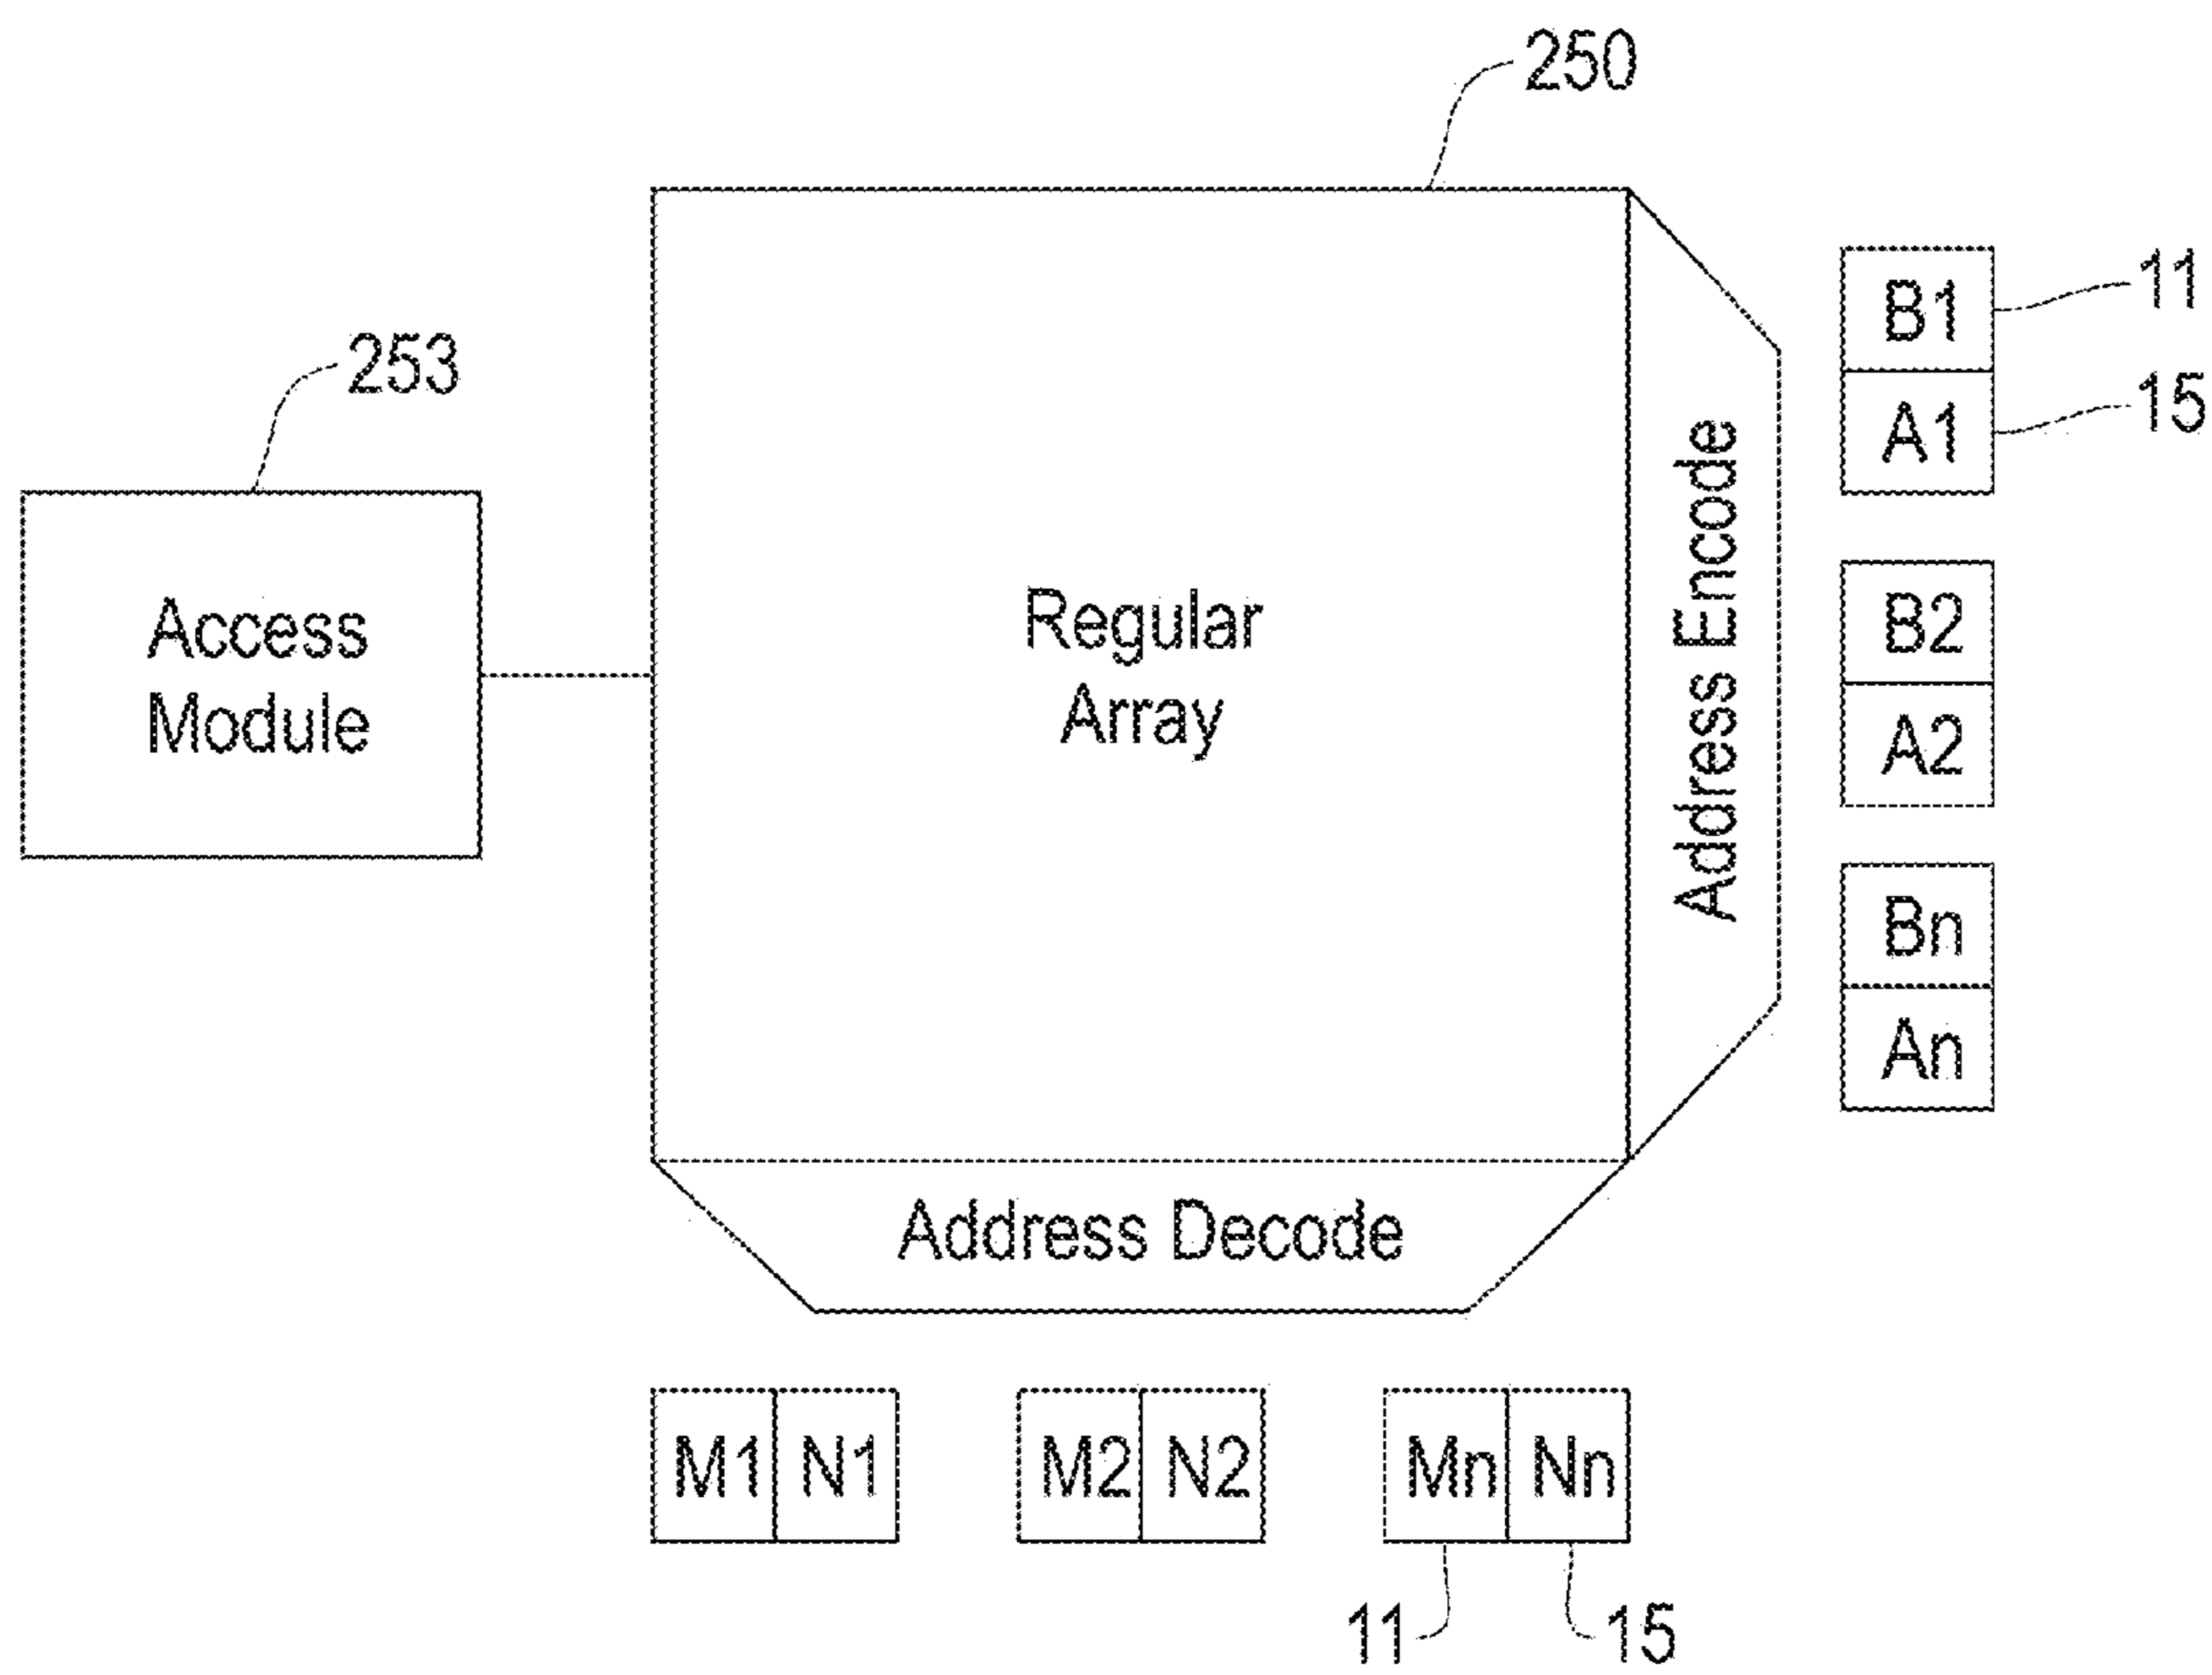 250
253
11
15
B1
A1
Access
Module
Regular
Array
Address Encode
B2
A2
Bn
An
Address Decode
M1 N1 M2 N2 Mn Nn
11 15